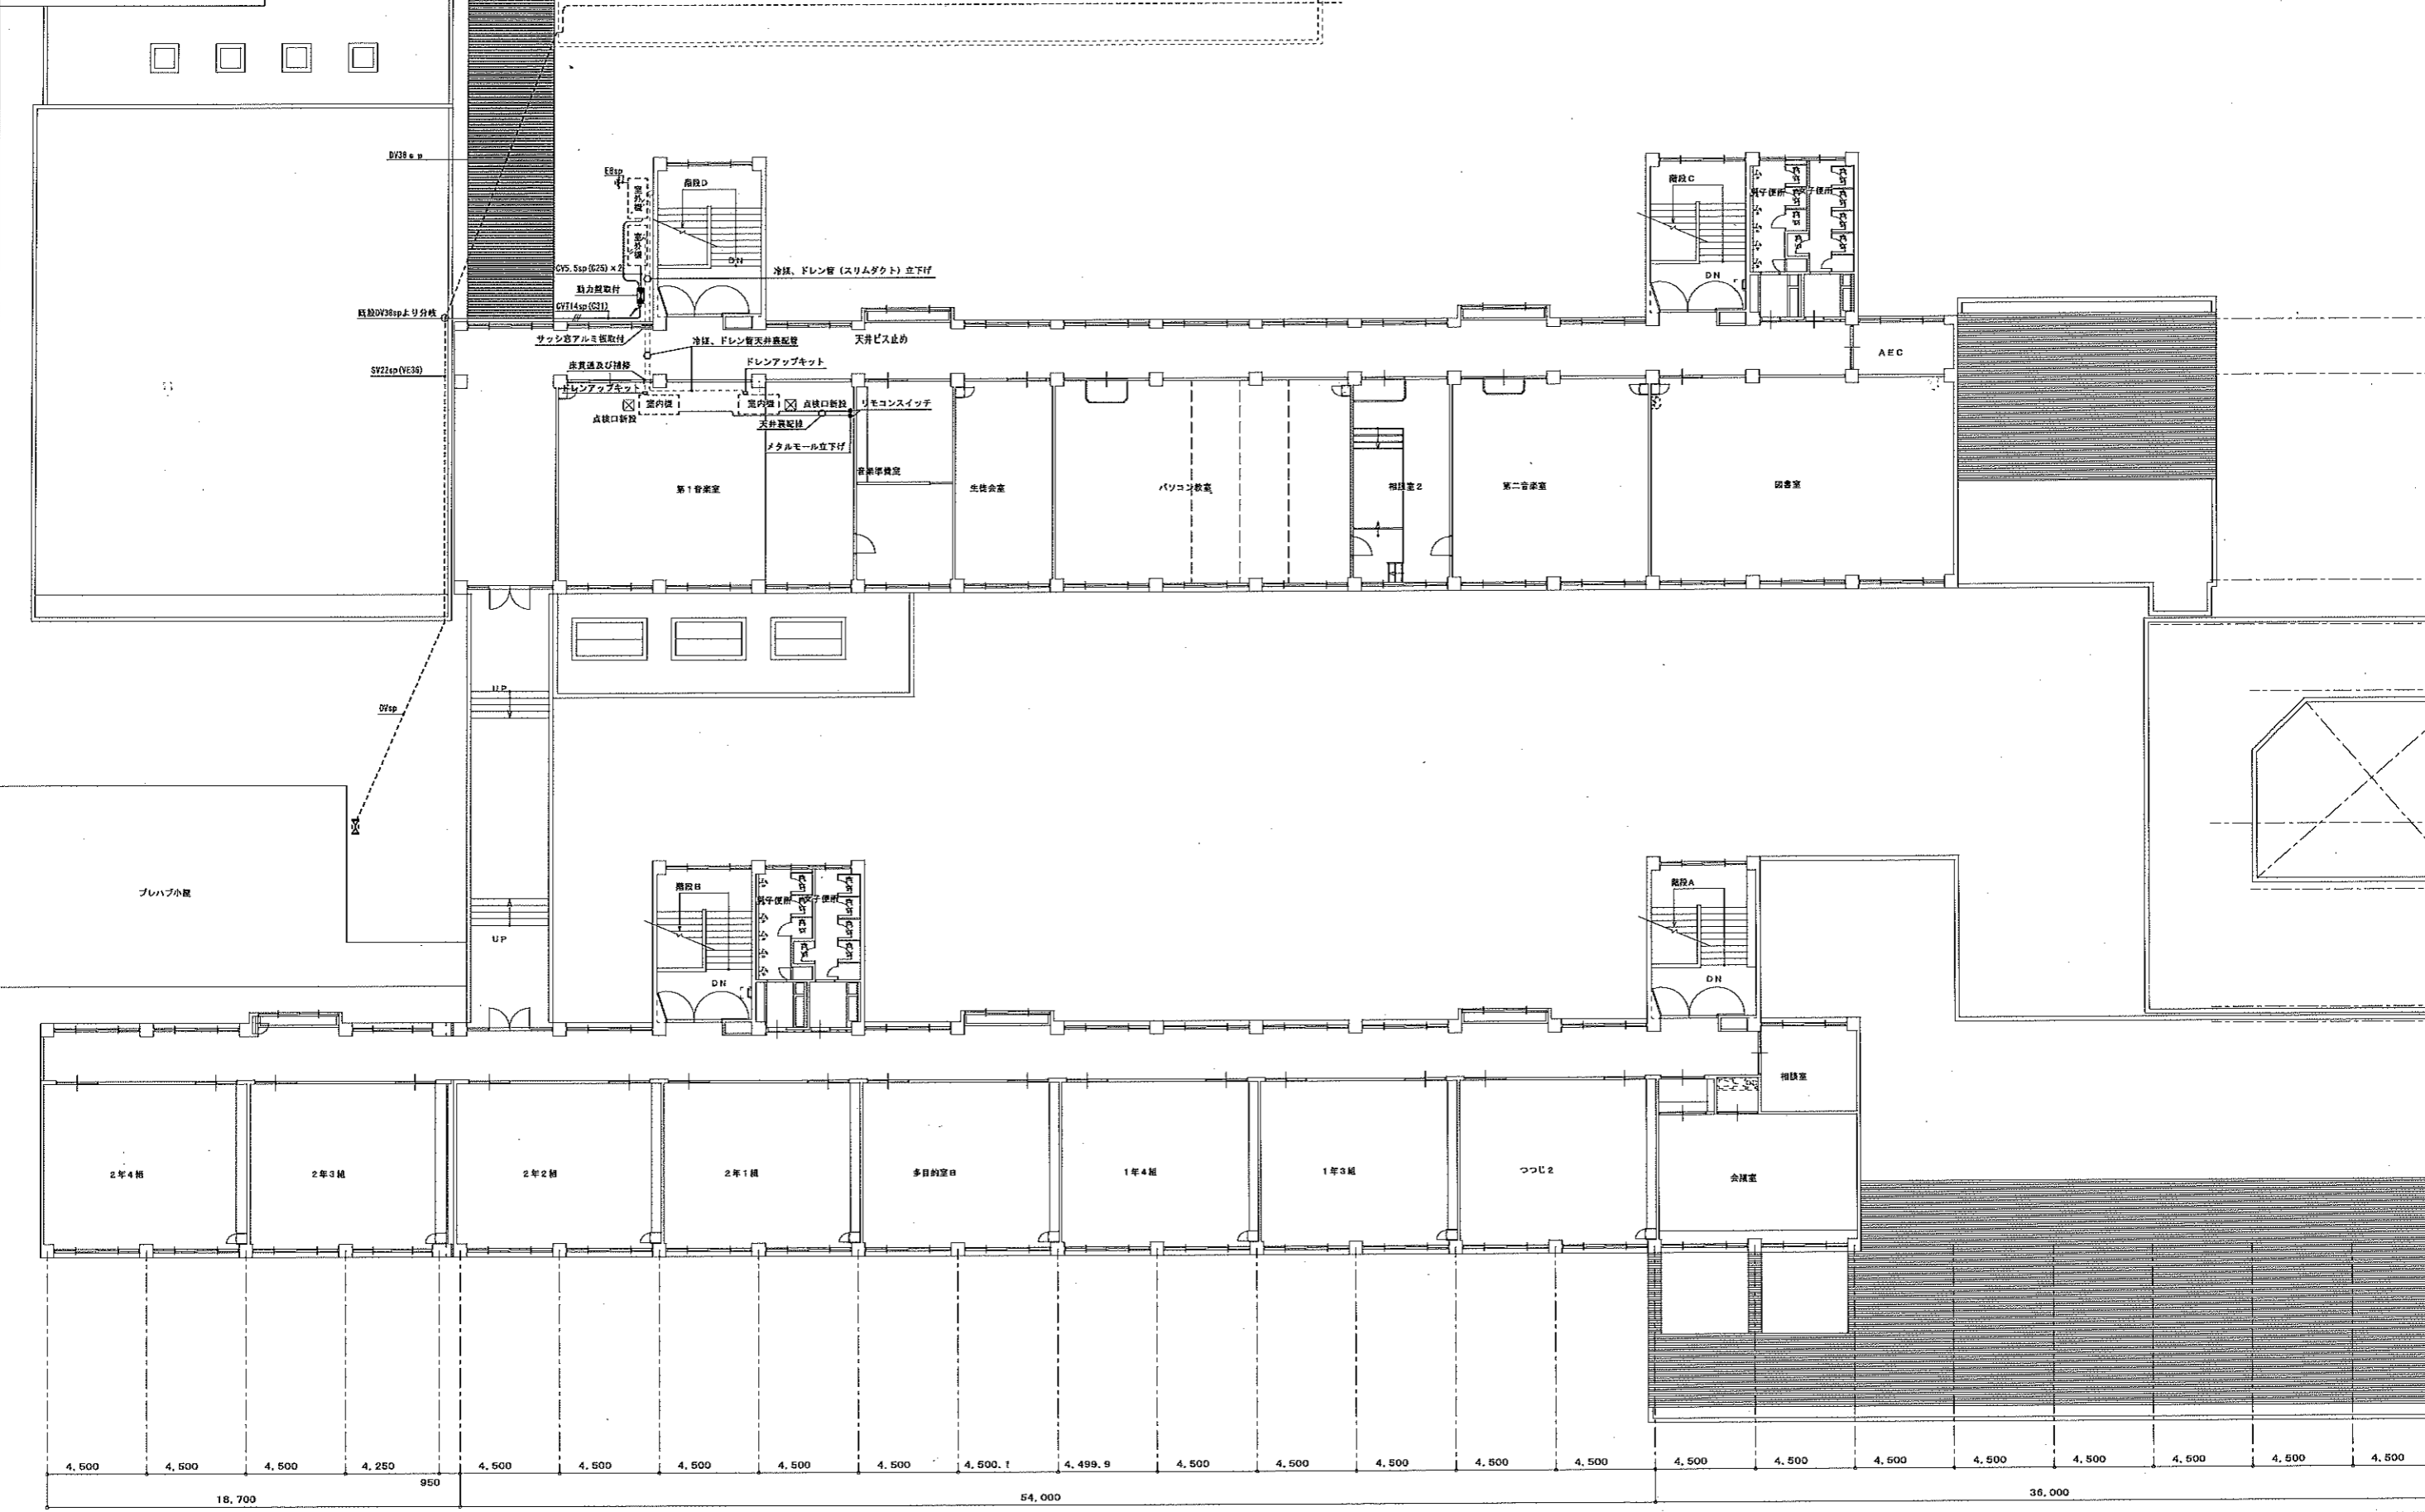 DV38sp
E8sp
室外機
室外機
階段D
DN
階段C
DN
男子便所
女子便所
CV5.5sp(C25)×2
動力盤取付
CVT14sp(C31)
既設DV38spより分岐
サッシ窓アルミ板取付
冷媒、ドレン管（スリムダクト）立下げ
冷媒、ドレン管天井裏配管
天井ビス止め
AEC
SV22sp(VE36)
床貫通及び補修
ドレンアップキット
ドレンアップキット
室内機
室内機
点検口新設
点検口新設
リモコンスイッチ
天井裏配線
メタルモール立下げ
第1音楽室
音楽準備室
生徒会室
パソコン教室
相談室2
第二音楽室
図書室
UP
DVsp
プレハブ小屋
UP
階段B
DN
男子便所
女子便所
階段A
DN
相談室
2年4組
2年3組
2年2組
2年1組
多目的室B
1年4組
1年3組
つつじ2
会議室
4,500
4,500
4,500
4,250
950
4,500
4,500
4,500
4,500
4,500
4,500.1
4,499.9
4,500
4,500
4,500
4,500
4,500
4,500
4,500
4,500
4,500
4,500
4,500
4,500
4,500
18,700
54,000
36,000